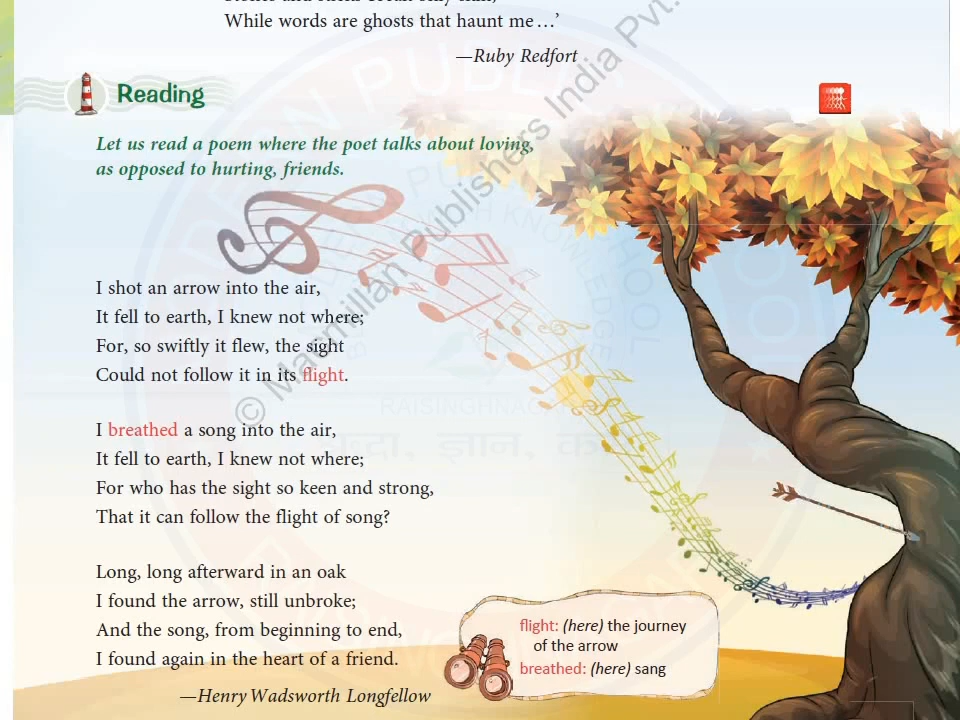 While words are ghosts that haunt me…’
—Ruby Redfort
Reading
Let us read a poem where the poet talks about loving,
as opposed to hurting, friends.
I shot an arrow into the air,
It fell to earth, I knew not where;
For, so swiftly it flew, the sight
Could not follow it in its flight.
I breathed a song into the air,
It fell to earth, I knew not where;
For who has the sight so keen and strong,
That it can follow the flight of song?
Long, long afterward in an oak
I found the arrow, still unbroke;
And the song, from beginning to end,
I found again in the heart of a friend.
—Henry Wadsworth Longfellow
flight: (here) the journey
of the arrow
breathed: (here) sang
© Macmillan Publishers India Pvt.